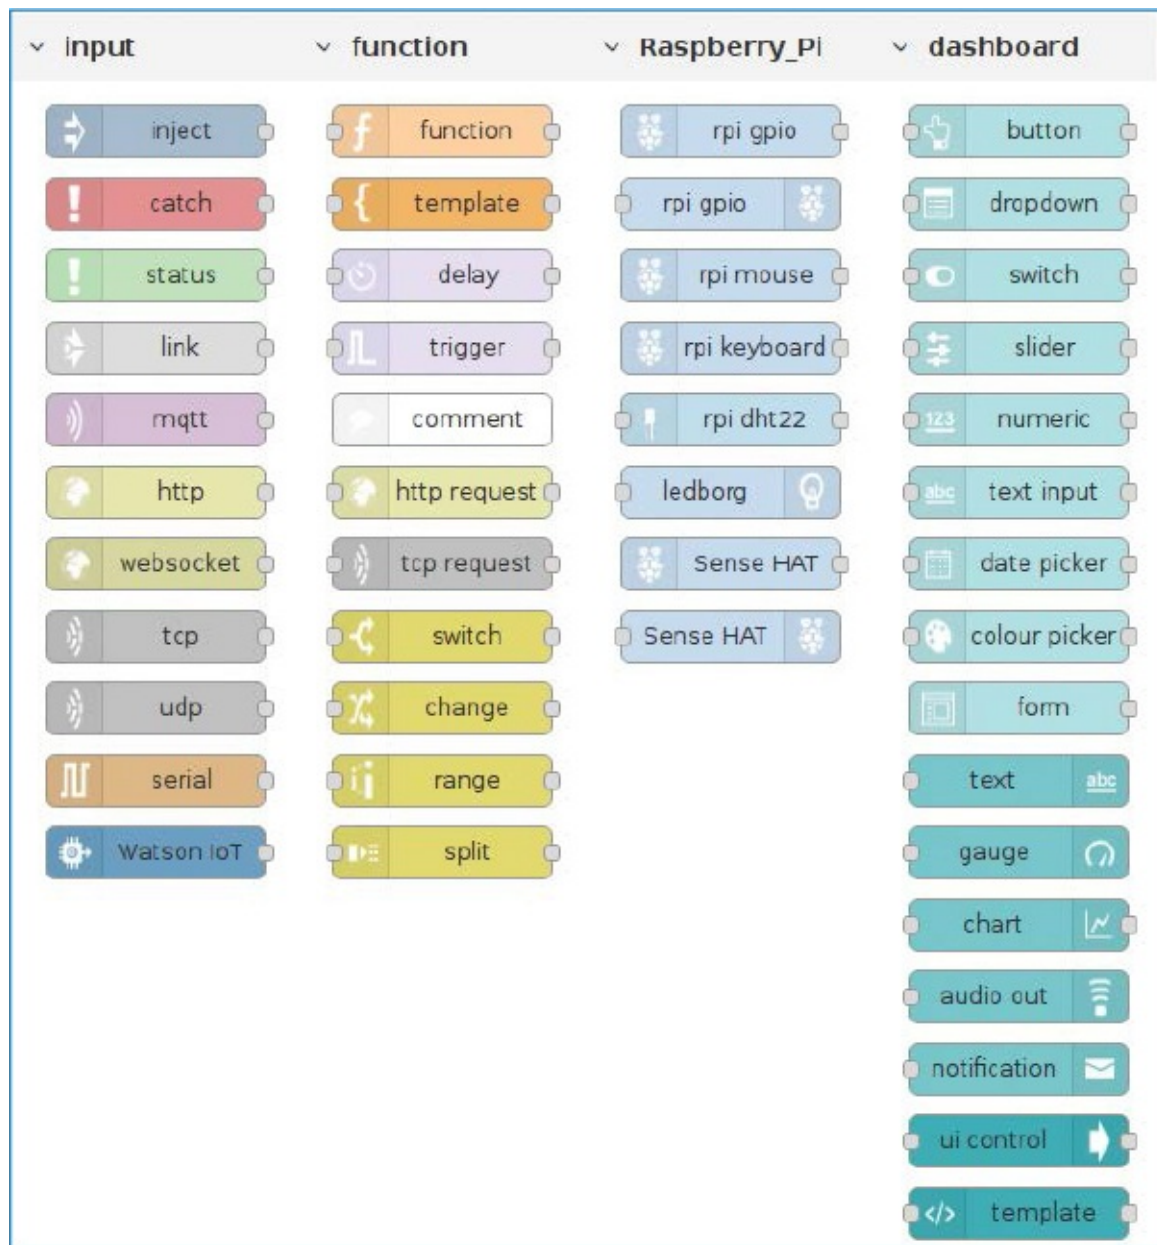 input
inject
catch
status
link
mqtt
http
websocket
tcp
udp
serial
Watson IoT
function
function
template
delay
trigger
comment
http request
tcp request
switch
change
range
split
Raspberry_Pi
rpi gpio
rpi gpio
rpi mouse
rpi keyboard
rpi dht22
ledborg
Sense HAT
Sense HAT
dashboard
button
dropdown
switch
slider
123 numeric
abc text input
date picker
colour picker
form
text abc
gauge
chart
audio out
notification
ui control
</> template